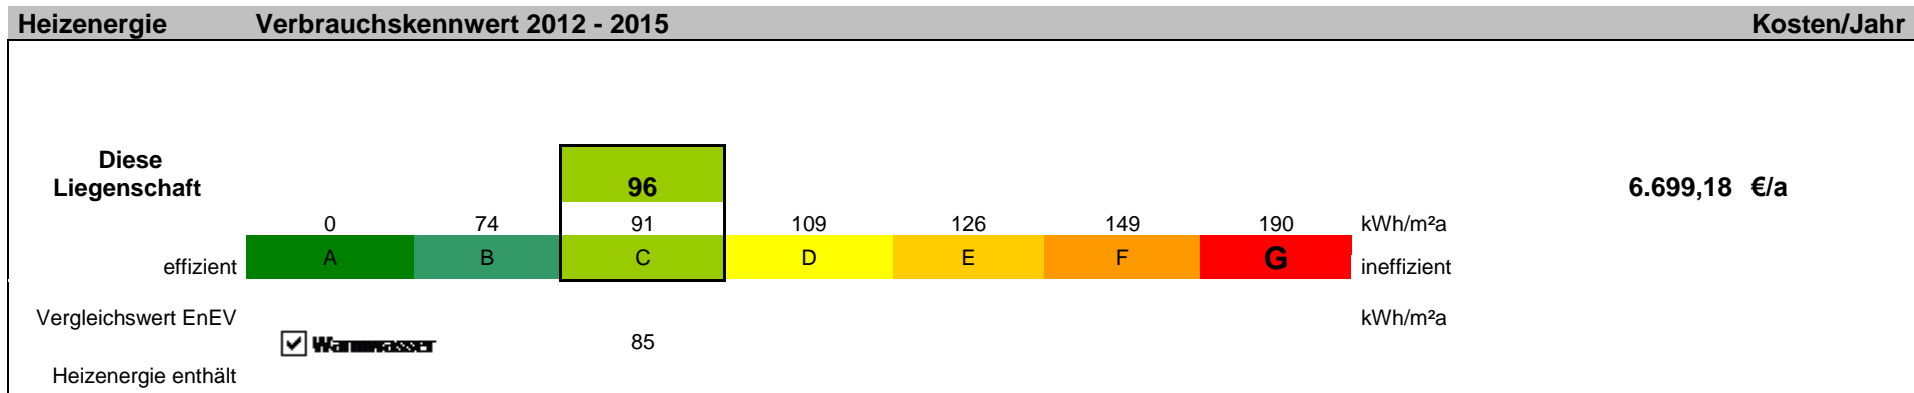 Heizenergie Verbrauchskennwert 2012 - 2015 Kosten/Jahr
Diese
Liegenschaft 96 6.699,18 €/a
0 74 91 109 126 149 190 kWh/m²a
effizient A B C D E F G ineffizient
Vergleichswert EnEV kWh/m²a
Warmwasser 85
Heizenergie enthält